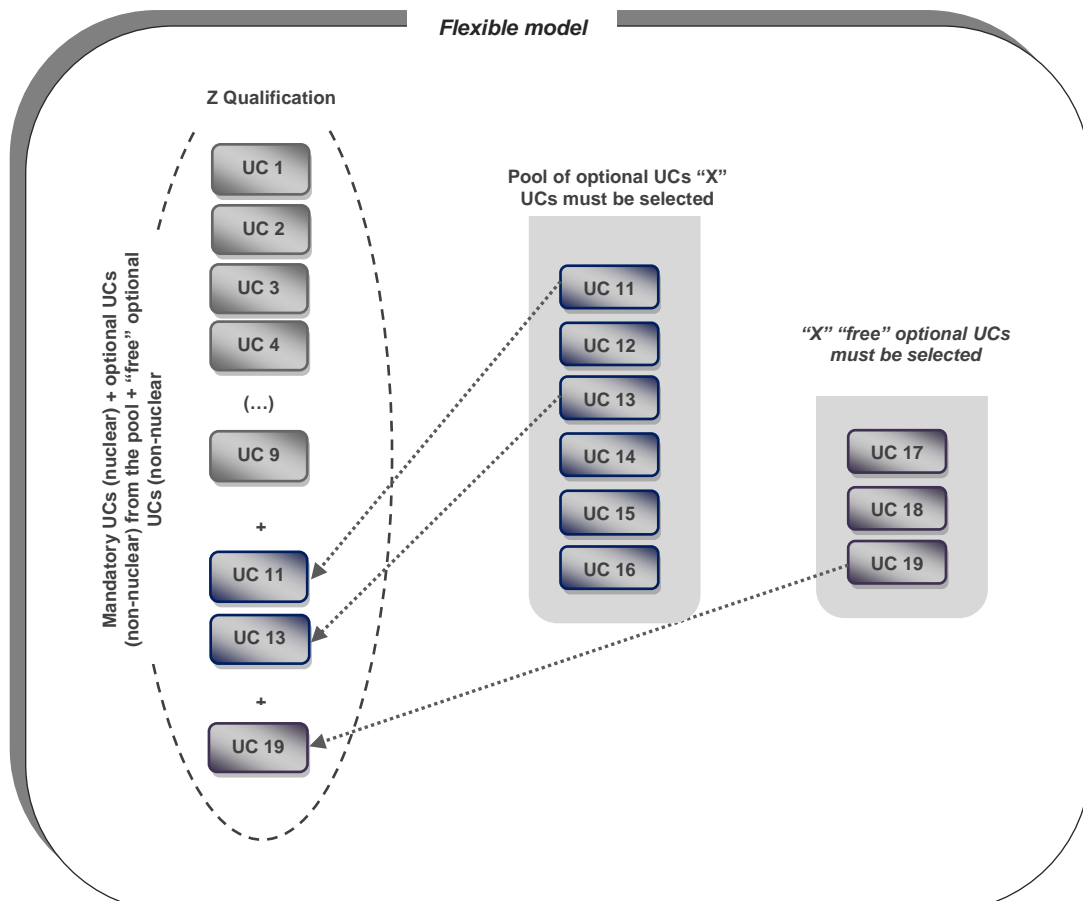 Flexible model
Z Qualification
Mandatory UCs (nuclear) + optional UCs
(non-nuclear) from the pool + “free” optional
UCs (non-nuclear
UC 1
UC 2
UC 3
UC 4
(…)
UC 9
+
UC 11
UC 13
+
UC 19
Pool of optional UCs “X”
UCs must be selected
UC 11
UC 12
UC 13
UC 14
UC 15
UC 16
“X” “free” optional UCs
must be selected
UC 17
UC 18
UC 19